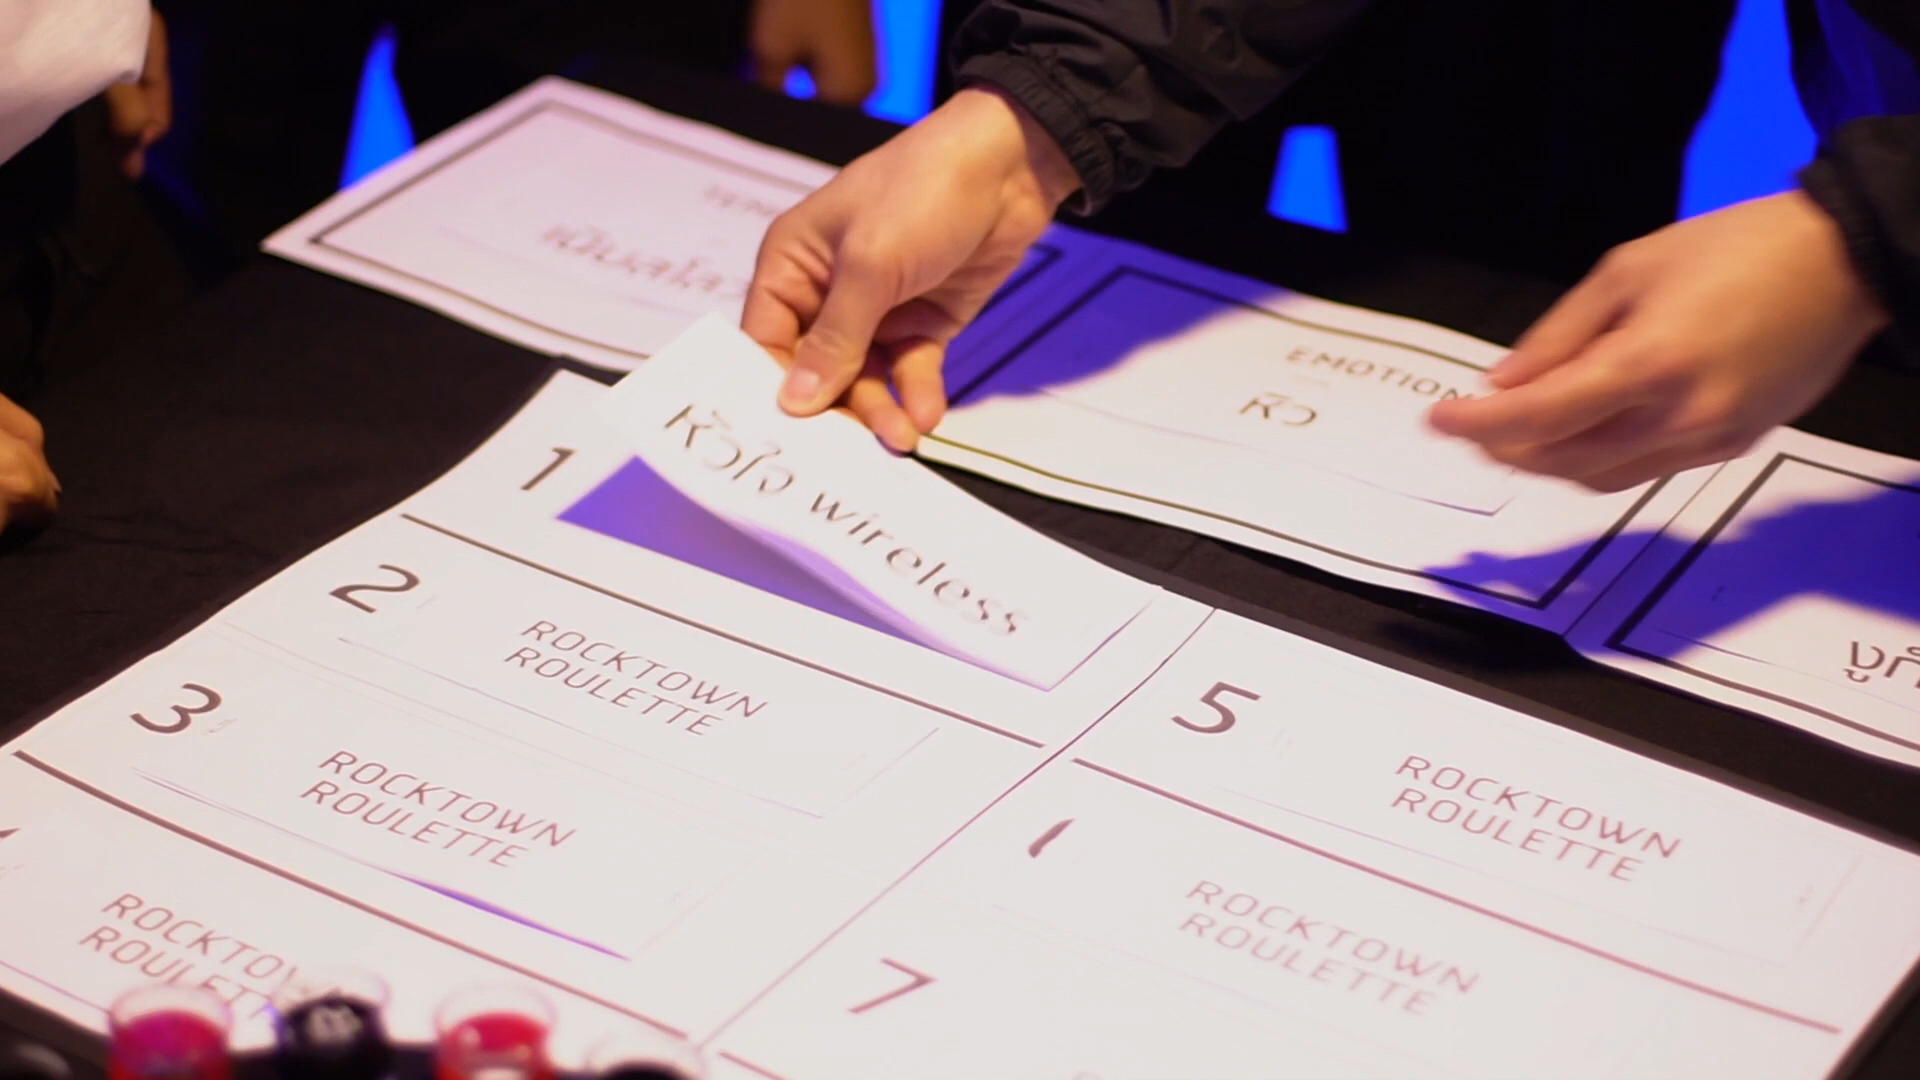 EMOTION
หิว
1
หัวใจ wireless
2
ROCKTOWN
ROULETTE
3
ROCKTOWN
ROULETTE
ROCKTOWN
ROULETTE
5
ROCKTOWN
ROULETTE
ROCKTOWN
ROULETTE
7